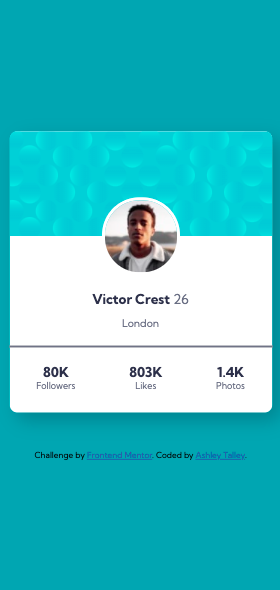 Victor Crest 26
London
80K 803K 1.4K
Followers Likes Photos
Challenge by Frontend Mentor. Coded by Ashley Talley.